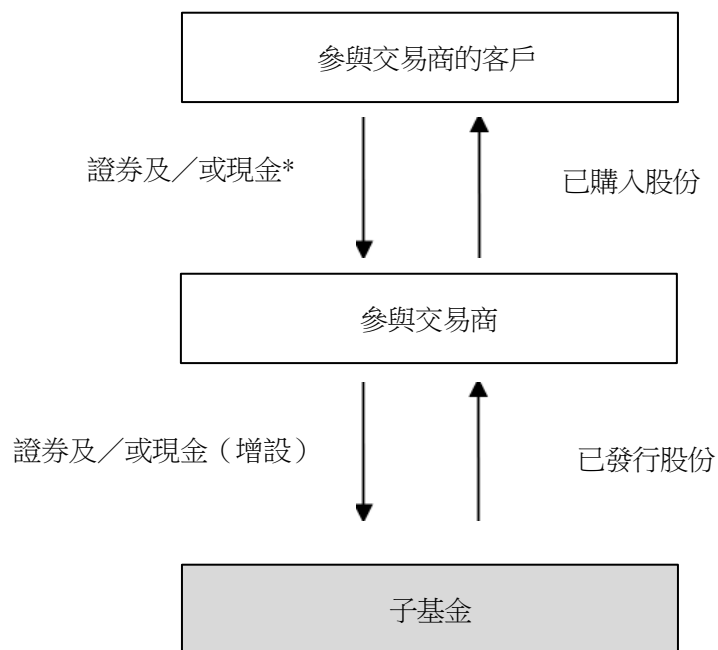 參與交易商的客戶
證券及／或現金*
已購入股份
參與交易商
證券及／或現金（增設）
已發行股份
子基金